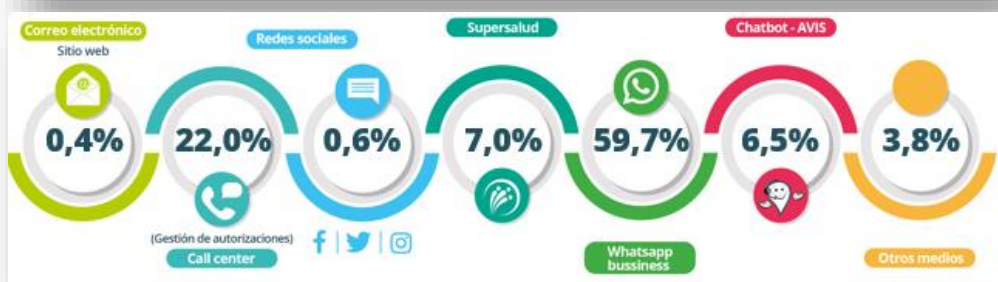 Correo electrónico
Sitio web
0,4%
22,0%
(Gestión de autorizaciones)
Call center
Redes sociales
0,6%
Supersalud
7,0%
59,7%
Whatsapp
bussiness
Chatbot - AVIS
6,5%
3,8%
Otros medios